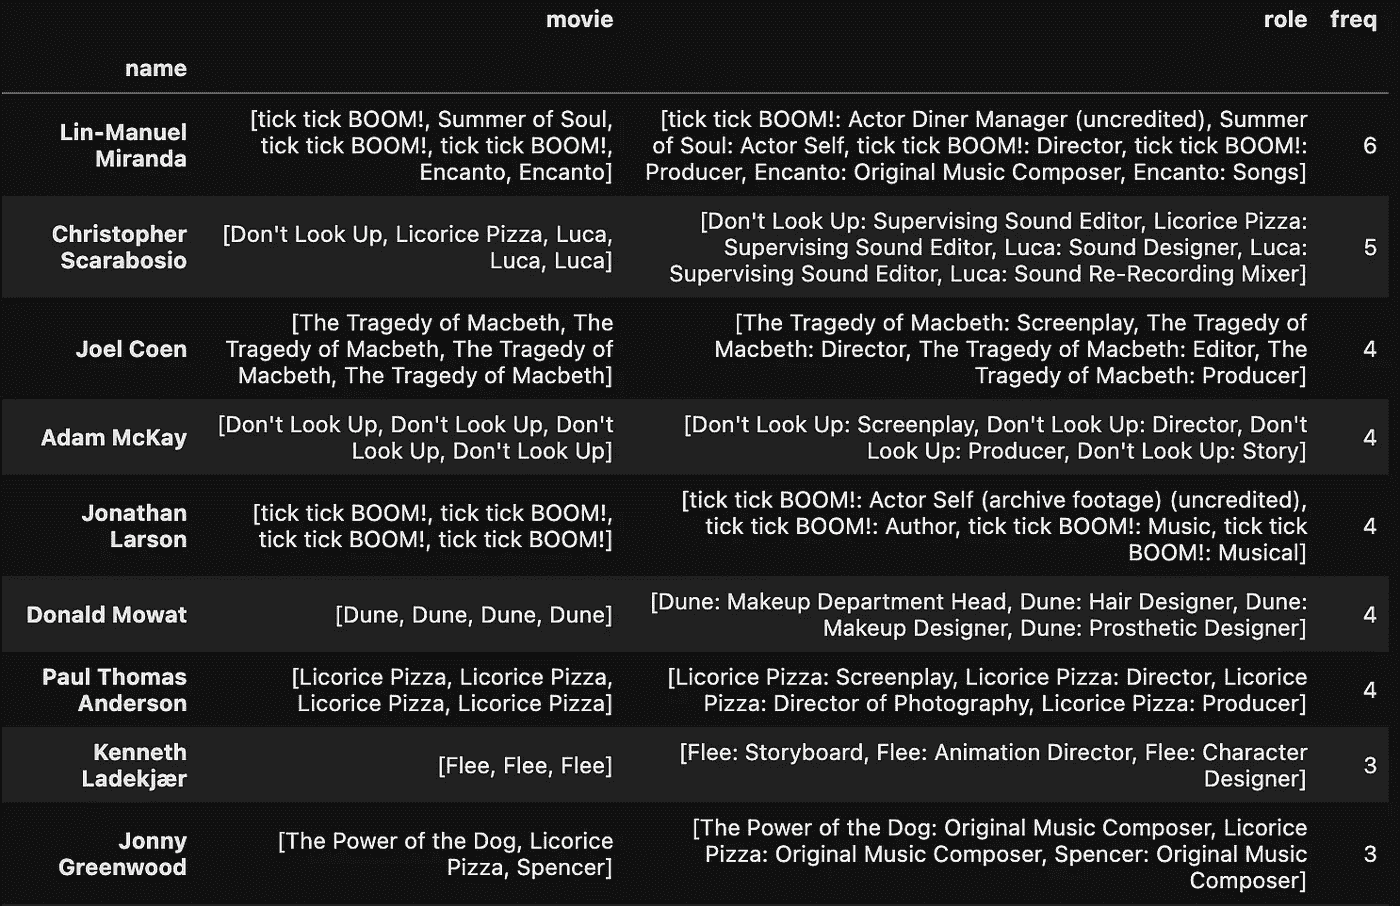 movie role freq
name
Lin-Manuel Miranda
[tick tick BOOM!, Summer of Soul,
tick tick BOOM!, tick tick BOOM!,
Encanto, Encanto]
[tick tick BOOM!: Actor Diner Manager (uncredited), Summer
of Soul: Actor Self, tick tick BOOM!: Director, tick tick BOOM!:
Producer, Encanto: Original Music Composer, Encanto: Songs]
6
Christopher
Scarabosio
[Don't Look Up, Licorice Pizza, Luca,
Luca, Luca]
[Don't Look Up: Supervising Sound Editor, Licorice Pizza:
Supervising Sound Editor, Luca: Sound Designer, Luca:
Supervising Sound Editor, Luca: Sound Re-Recording Mixer]
5
Joel Coen
[The Tragedy of Macbeth, The
Tragedy of Macbeth, The Tragedy of
Macbeth, The Tragedy of Macbeth]
[The Tragedy of Macbeth: Screenplay, The Tragedy of
Macbeth: Director, The Tragedy of Macbeth: Editor, The
Tragedy of Macbeth: Producer]
4
Adam McKay
[Don't Look Up, Don't Look Up, Don't
Look Up, Don't Look Up]
[Don't Look Up: Screenplay, Don't Look Up: Director, Don't
Look Up: Producer, Don't Look Up: Story]
4
Jonathan
Larson
[tick tick BOOM!, tick tick BOOM!,
tick tick BOOM!, tick tick BOOM!]
[tick tick BOOM!: Actor Self (archive footage) (uncredited),
tick tick BOOM!: Author, tick tick BOOM!: Music, tick tick
BOOM!: Musical]
4
Donald Mowat
[Dune, Dune, Dune, Dune]
[Dune: Makeup Department Head, Dune: Hair Designer, Dune:
Makeup Designer, Dune: Prosthetic Designer]
4
Paul Thomas
Anderson
[Licorice Pizza, Licorice Pizza,
Licorice Pizza, Licorice Pizza]
[Licorice Pizza: Screenplay, Licorice Pizza: Director, Licorice
Pizza: Director of Photography, Licorice Pizza: Producer]
4
Kenneth
Ladekjær
[Flee, Flee, Flee]
[Flee: Storyboard, Flee: Animation Director, Flee: Character
Designer]
3
Jonny
Greenwood
[The Power of the Dog, Licorice
Pizza, Spencer]
[The Power of the Dog: Original Music Composer, Licorice
Pizza: Original Music Composer, Spencer: Original Music
Composer]
3